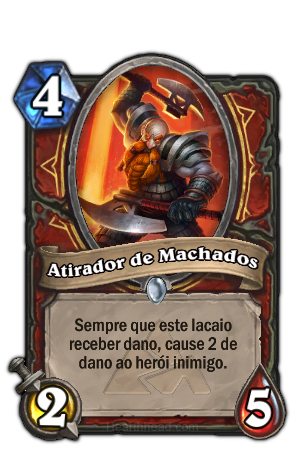 4
Atirador de Machados
Sempre que este lacaio
receber dano, cause 2 de
dano ao herói inimigo.
2
5